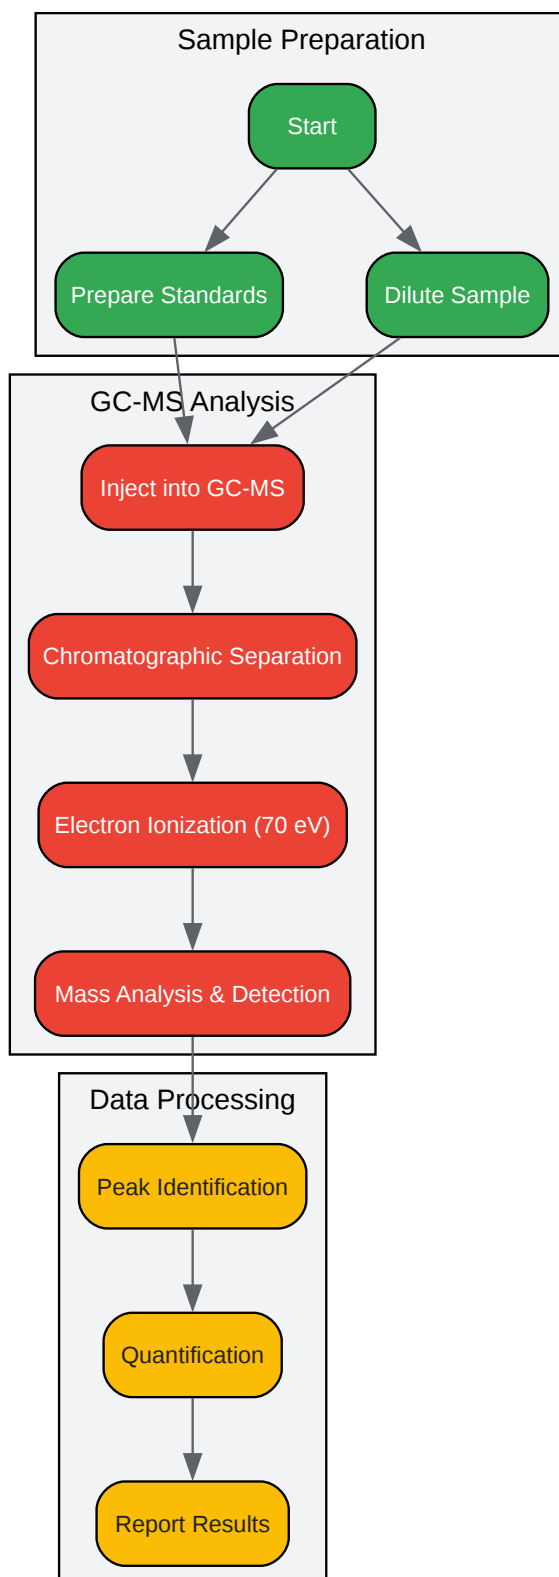 Sample Preparation
Start
Prepare Standards
Dilute Sample
GC-MS Analysis
Inject into GC-MS
Chromatographic Separation
Electron Ionization (70 eV)
Mass Analysis & Detection
Data Processing
Peak Identification
Quantification
Report Results